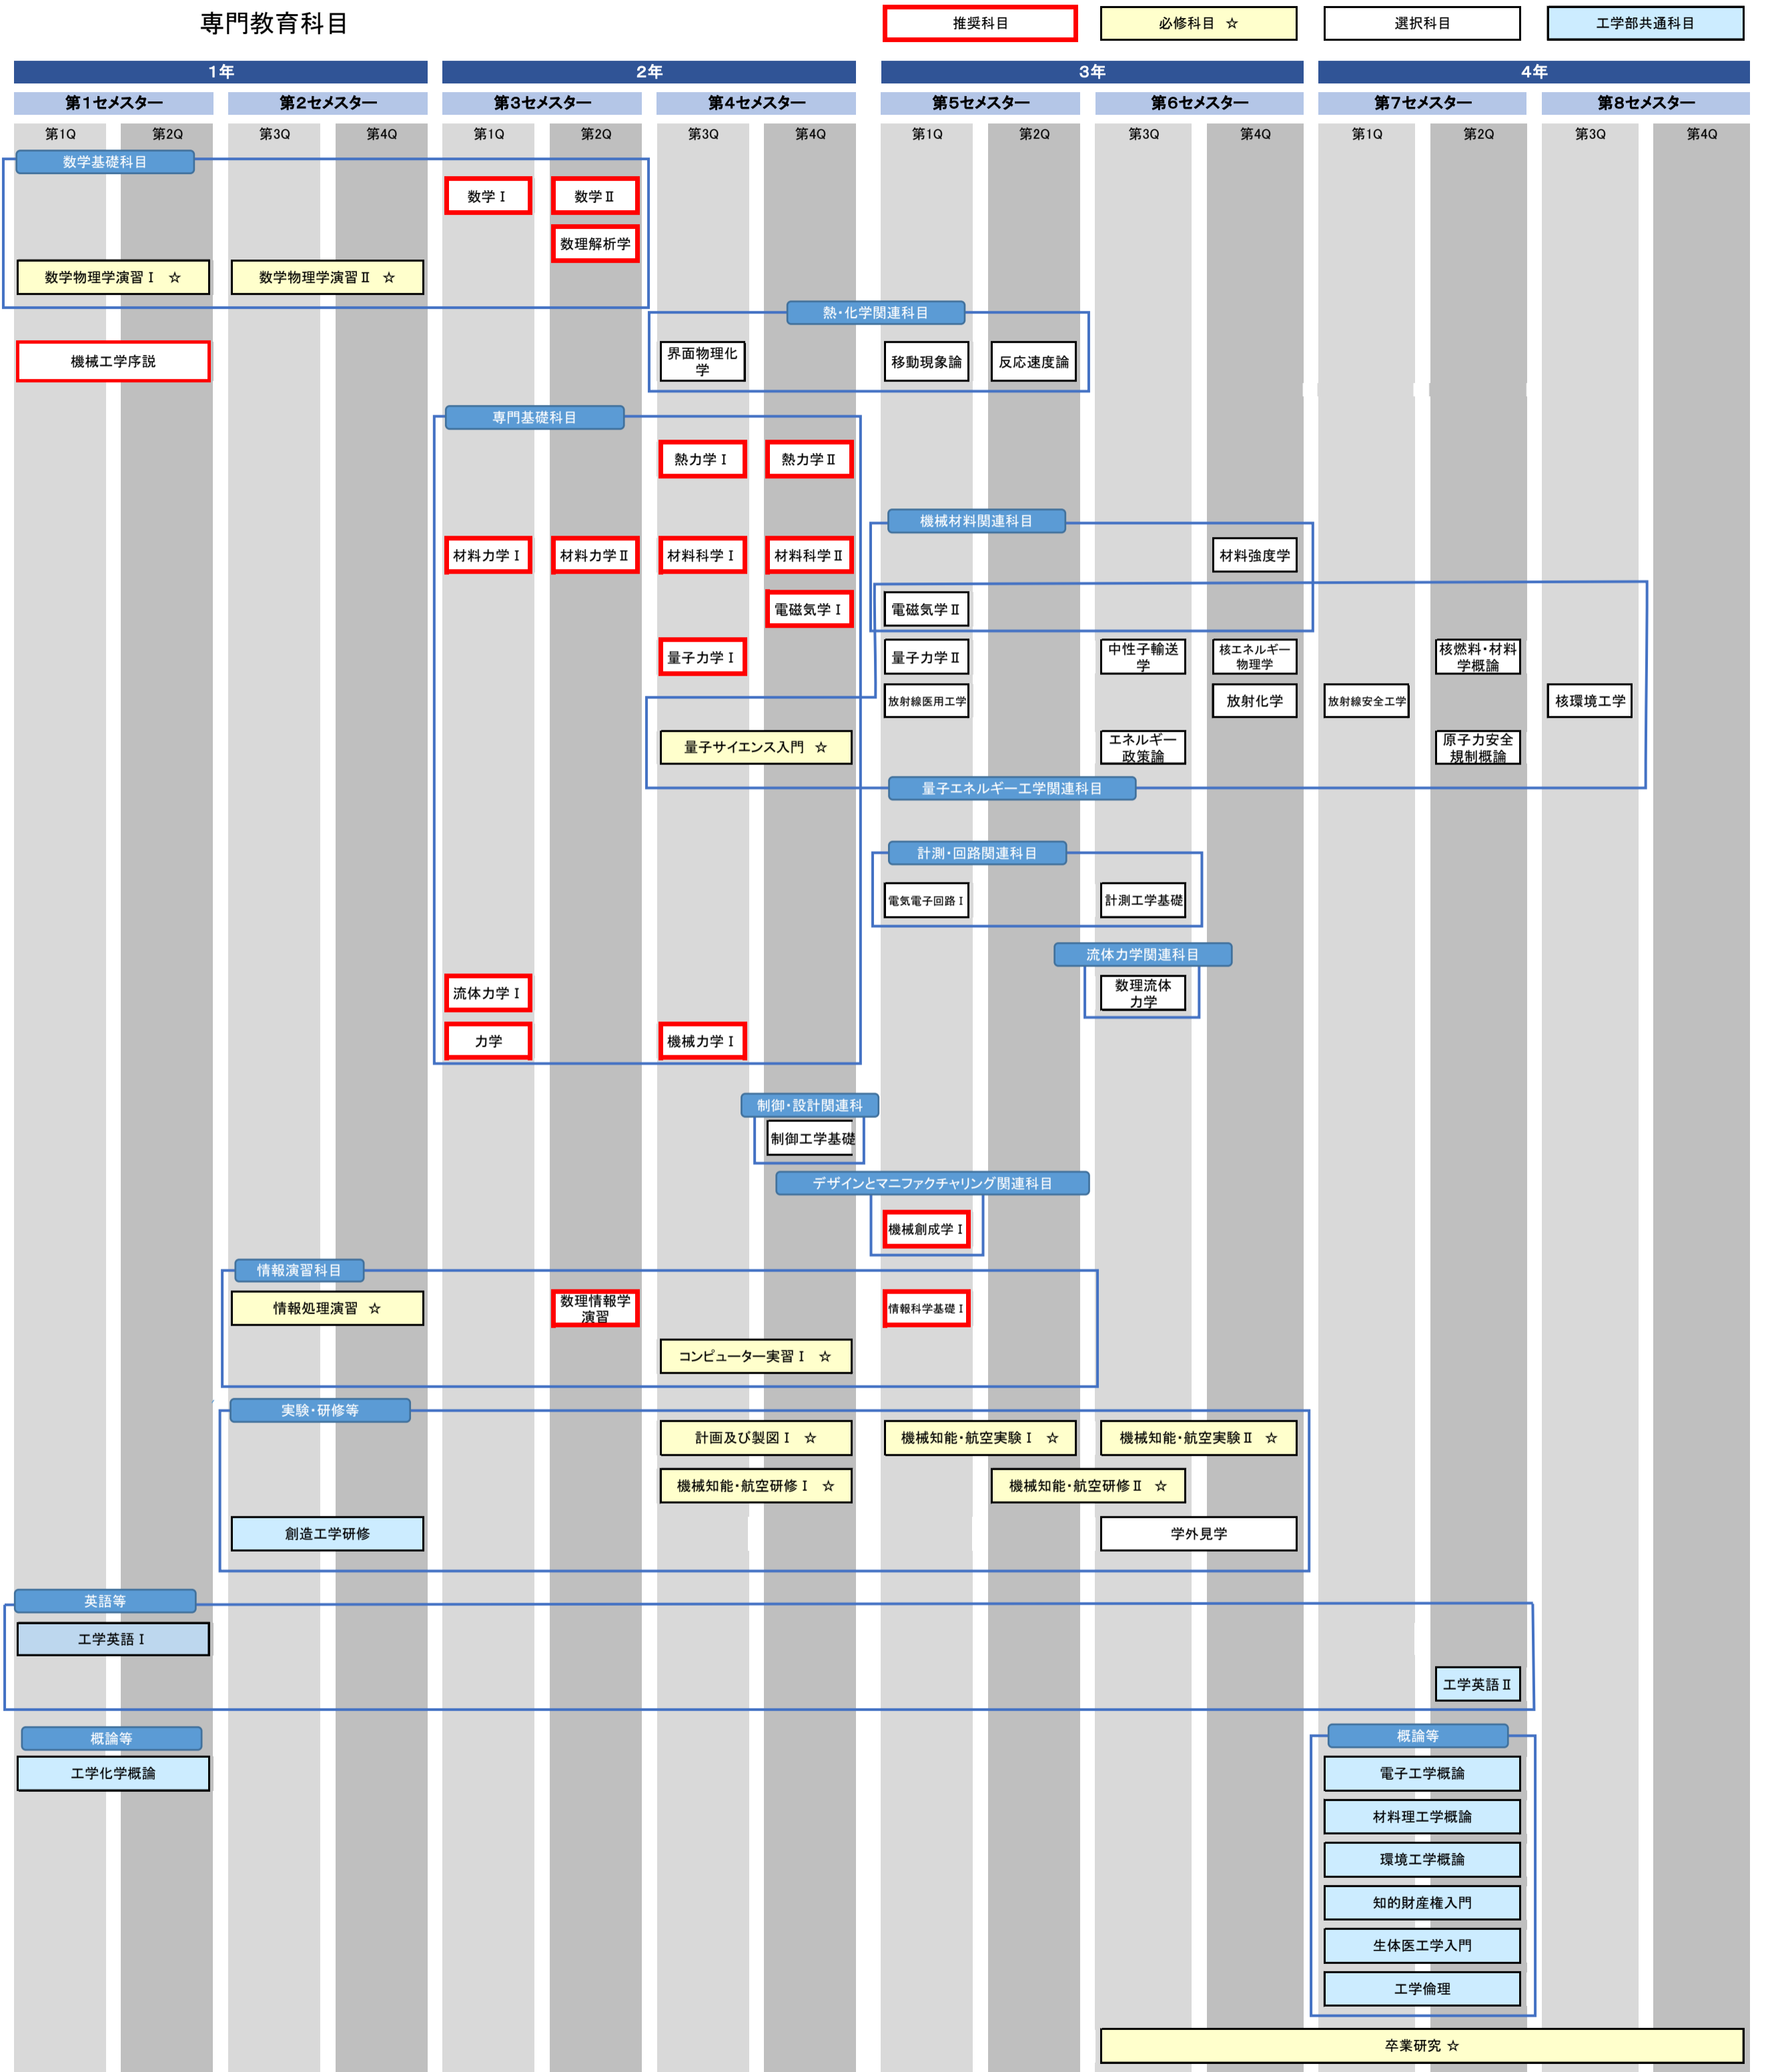 専門教育科目
推奨科目
必修科目 ☆
選択科目
工学部共通科目
1年
2年
3年
4年
第1セメスター
第2セメスター
第3セメスター
第4セメスター
第5セメスター
第6セメスター
第7セメスター
第8セメスター
第1Q
第2Q
第3Q
第4Q
第1Q
第2Q
第3Q
第4Q
第1Q
第2Q
第3Q
第4Q
第1Q
第2Q
第3Q
第4Q
数学基礎科目
数学Ⅰ
数学Ⅱ
数理解析学
数学物理学演習Ⅰ ☆
数学物理学演習Ⅱ ☆
熱・化学関連科目
機械工学序説
界面物理化
学
移動現象論
反応速度論
専門基礎科目
熱力学Ⅰ
熱力学Ⅱ
機械材料関連科目
材料力学Ⅰ
材料力学Ⅱ
材料科学Ⅰ
材料科学Ⅱ
材料強度学
電磁気学Ⅰ
電磁気学Ⅱ
量子力学Ⅰ
量子力学Ⅱ
中性子輸送
学
核エネルギー
物理学
核燃料・材料
学概論
放射線医用工学
放射化学
放射線安全工学
核環境工学
量子サイエンス入門 ☆
エネルギー
政策論
原子力安全
規制概論
量子エネルギー工学関連科目
計測・回路関連科目
電気電子回路Ⅰ
計測工学基礎
流体力学関連科目
流体力学Ⅰ
数理流体
力学
力学
機械力学Ⅰ
制御・設計関連科
制御工学基礎
デザインとマニファクチャリング関連科目
機械創成学Ⅰ
情報演習科目
情報処理演習 ☆
数理情報学
演習
情報科学基礎Ⅰ
コンピューター実習Ⅰ ☆
実験・研修等
計画及び製図Ⅰ ☆
機械知能・航空実験Ⅰ ☆
機械知能・航空実験Ⅱ ☆
機械知能・航空研修Ⅰ ☆
機械知能・航空研修Ⅱ ☆
創造工学研修
学外見学
英語等
工学英語Ⅰ
工学英語Ⅱ
概論等
概論等
工学化学概論
電子工学概論
材料理工学概論
環境工学概論
知的財産権入門
生体医工学入門
工学倫理
卒業研究 ☆